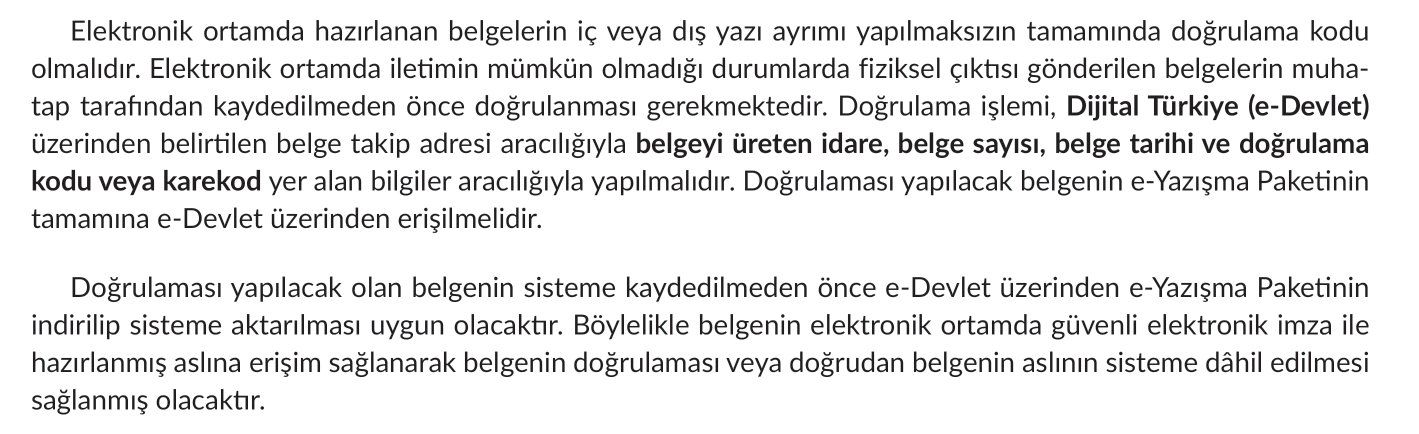 Elektronik ortamda hazırlanan belgelerin iç veya dış yazı ayrımı yapılmaksızın tamamında doğrulama kodu
olmalıdır. Elektronik ortamda iletimin mümkün olmadığı durumlarda fiziksel çıktısı gönderilen belgelerin muha-
tap tarafından kaydedilmeden önce doğrulanması gerekmektedir. Doğrulama işlemi, Dijital Türkiye (e-Devlet)
üzerinden belirtilen belge takip adresi aracılığıyla belgeyi üreten idare, belge sayısı, belge tarihi ve doğrulama
kodu veya karekod yer alan bilgiler aracılığıyla yapılmalıdır. Doğrulaması yapılacak belgenin e-Yazışma Paketinin
tamamına e-Devlet üzerinden erişilmelidir.
Doğrulaması yapılacak olan belgenin sisteme kaydedilmeden önce e-Devlet üzerinden e-Yazışma Paketinin
indirilip sisteme aktarılması uygun olacaktır. Böylelikle belgenin elektronik ortamda güvenli elektronik imza ile
hazırlanmış aslına erişim sağlanarak belgenin doğrulaması veya doğrudan belgenin aslının sisteme dâhil edilmesi
sağlanmış olacaktır.